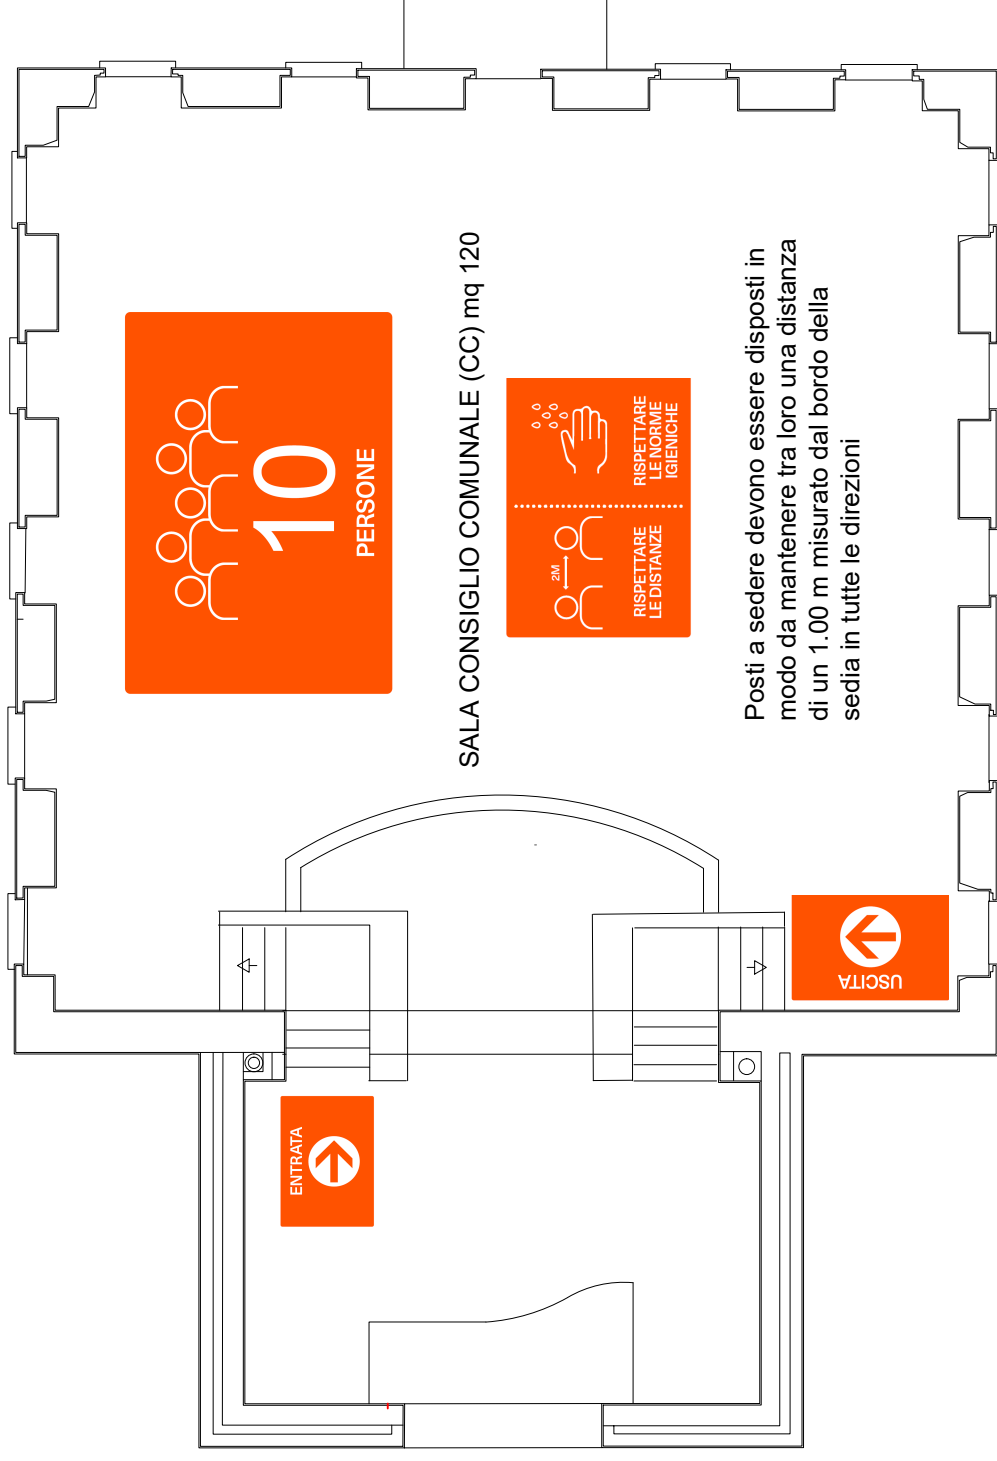 10
PERSONE
SALA CONSIGLIO COMUNALE (CC) mq 120
2M
RISPETTARE
LE DISTANZE
RISPETTARE
LE NORME
IGIENICHE
Posti a sedere devono essere disposti in
modo da mantenere tra loro una distanza
di un 1.00 m misurato dal bordo della
sedia in tutte le direzioni
ENTRATA
USCITA